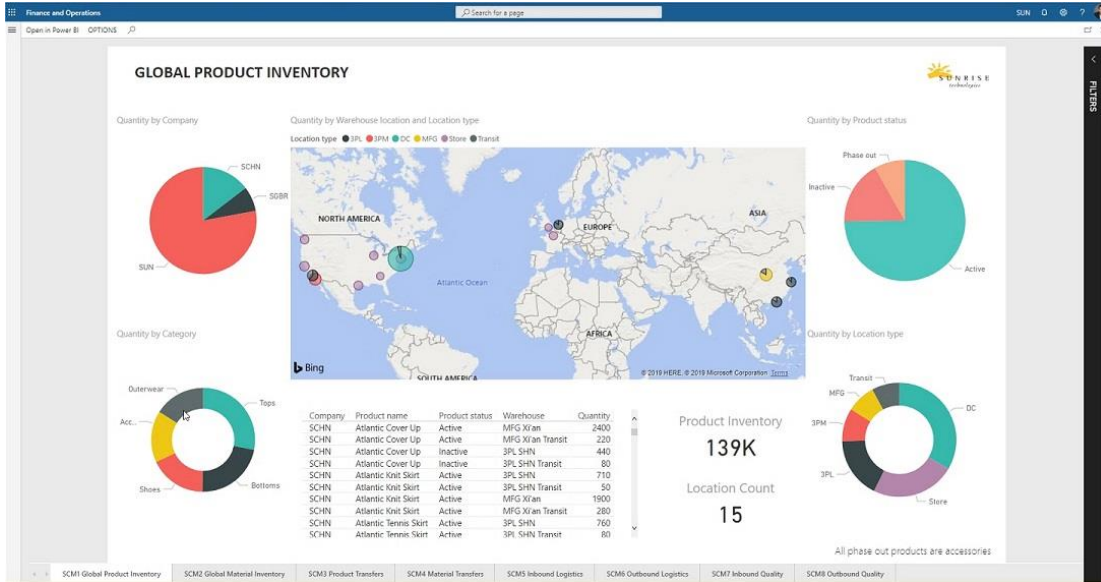 Finance and Operations
Search for a page
SUN
?
Open in Power BI OPTIONS
GLOBAL PRODUCT INVENTORY
SUNRISE
technologies
FILTERS
Quantity by Company
SCHN
SGBR
SUN
Quantity by Warehouse location and Location type
Location type 3PL 3PM DC MFG Store Transit
NORTH AMERICA
EUROPE
ASIA
Atlantic Ocean
AFRICA
SOUTH AMERICA
Bing
© 2019 HERE, © 2019 Microsoft Corporation Terms
Quantity by Product status
Phase out
Inactive
Active
Quantity by Category
Outerwear
Tops
Acc...
Shoes
Bottoms
Company Product name Product status Warehouse Quantity
SCHN Atlantic Cover Up Active MFG Xi'an 2400
SCHN Atlantic Cover Up Active MFG Xi'an Transit 220
SCHN Atlantic Cover Up Inactive 3PL SHN 440
SCHN Atlantic Cover Up Inactive 3PL SHN Transit 80
SCHN Atlantic Knit Skirt Active 3PL SHN 710
SCHN Atlantic Knit Skirt Active 3PL SHN Transit 50
SCHN Atlantic Knit Skirt Active MFG Xi'an 1900
SCHN Atlantic Knit Skirt Active MFG Xi'an Transit 280
SCHN Atlantic Tennis Skirt Active 3PL SHN 760
SCHN Atlantic Tennis Skirt Active 3PL SHN Transit 80
Product Inventory
139K
Location Count
15
Quantity by Location type
Transit
MFG
3PM
3PL
DC
Store
All phase out products are accessories
SCM1 Global Product Inventory SCM2 Global Material Inventory SCM3 Product Transfers SCM4 Material Transfers SCM5 Inbound Logistics SCM6 Outbound Logistics SCM7 Inbound Quality SCM8 Outbound Quality